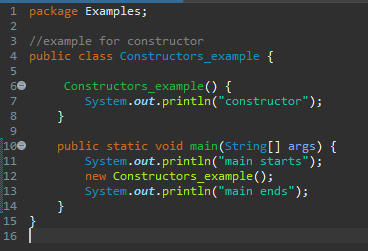 1 package Examples;
2
3 //example for constructor
4 public class Constructors_example {
5
6 Constructors_example() {
7 System.out.println("constructor");
8 }
9
10 public static void main(String[] args) {
11 System.out.println("main starts");
12 new Constructors_example();
13 System.out.println("main ends");
14 }
15 }
16